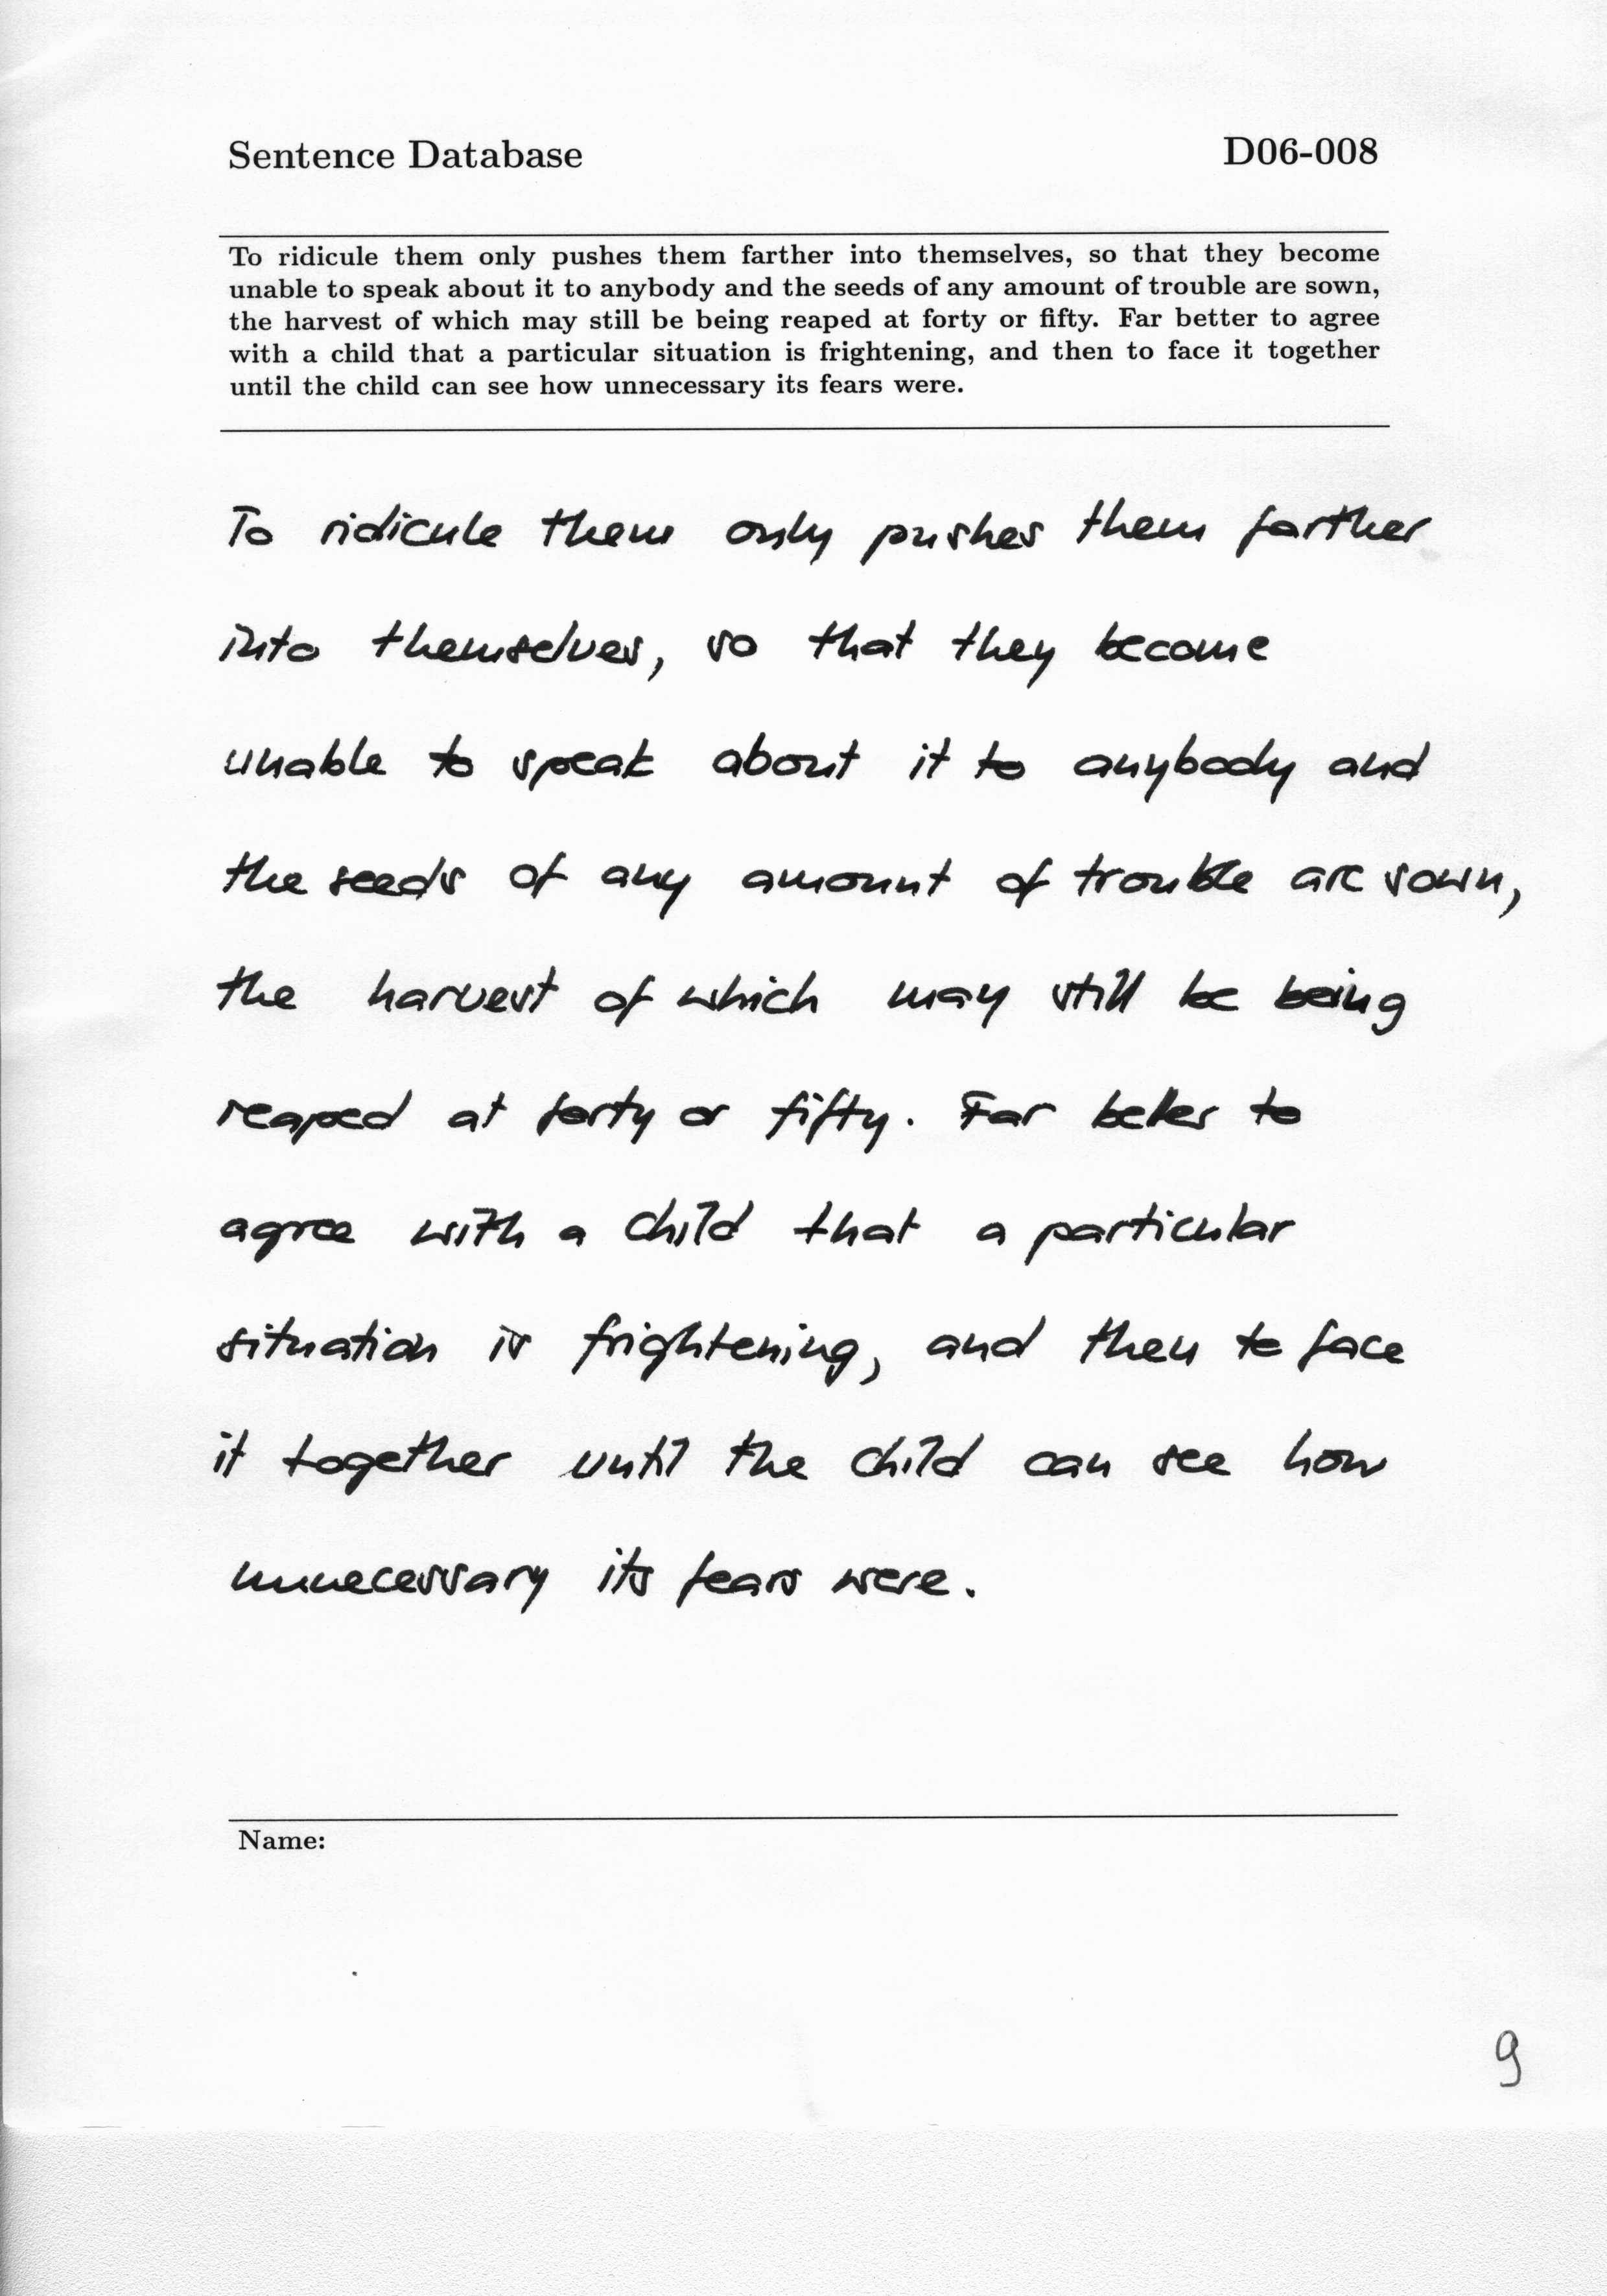 Sentence Database D06-008
To ridicule them only pushes them farther into themselves, so that they become
unable to speak about it to anybody and the seeds of any amount of trouble are sown,
the harvest of which may still be being reaped at forty or fifty. Far better to agree
with a child that a particular situation is frightening, and then to face it together
until the child can see how unnecessary its fears were.
To ridicule them only pushes them farther
into themselves, so that they become
unable to speak about it to anybody and
the seeds of any amount of trouble are sown,
the harvest of which may still be being
reaped at forty or fifty. Far better to
agree with a child that a particular
situation is frightening, and then to face
it together until the child can see how
unnecessary its fears were.
Name:
9